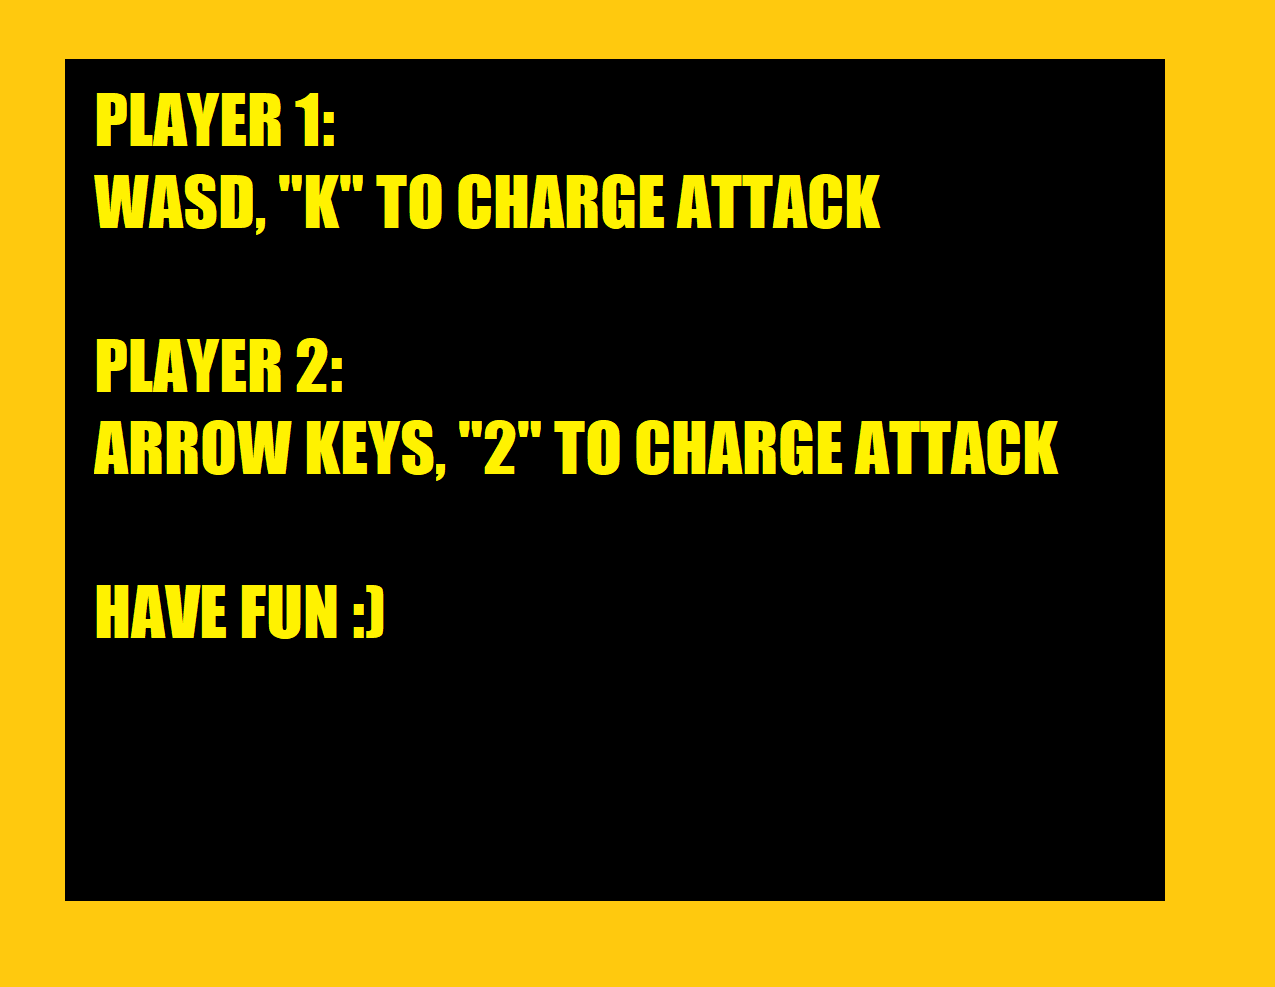 PLAYER 1:
WASD, "K" TO CHARGE ATTACK
PLAYER 2:
ARROW KEYS, "2" TO CHARGE ATTACK
HAVE FUN :)